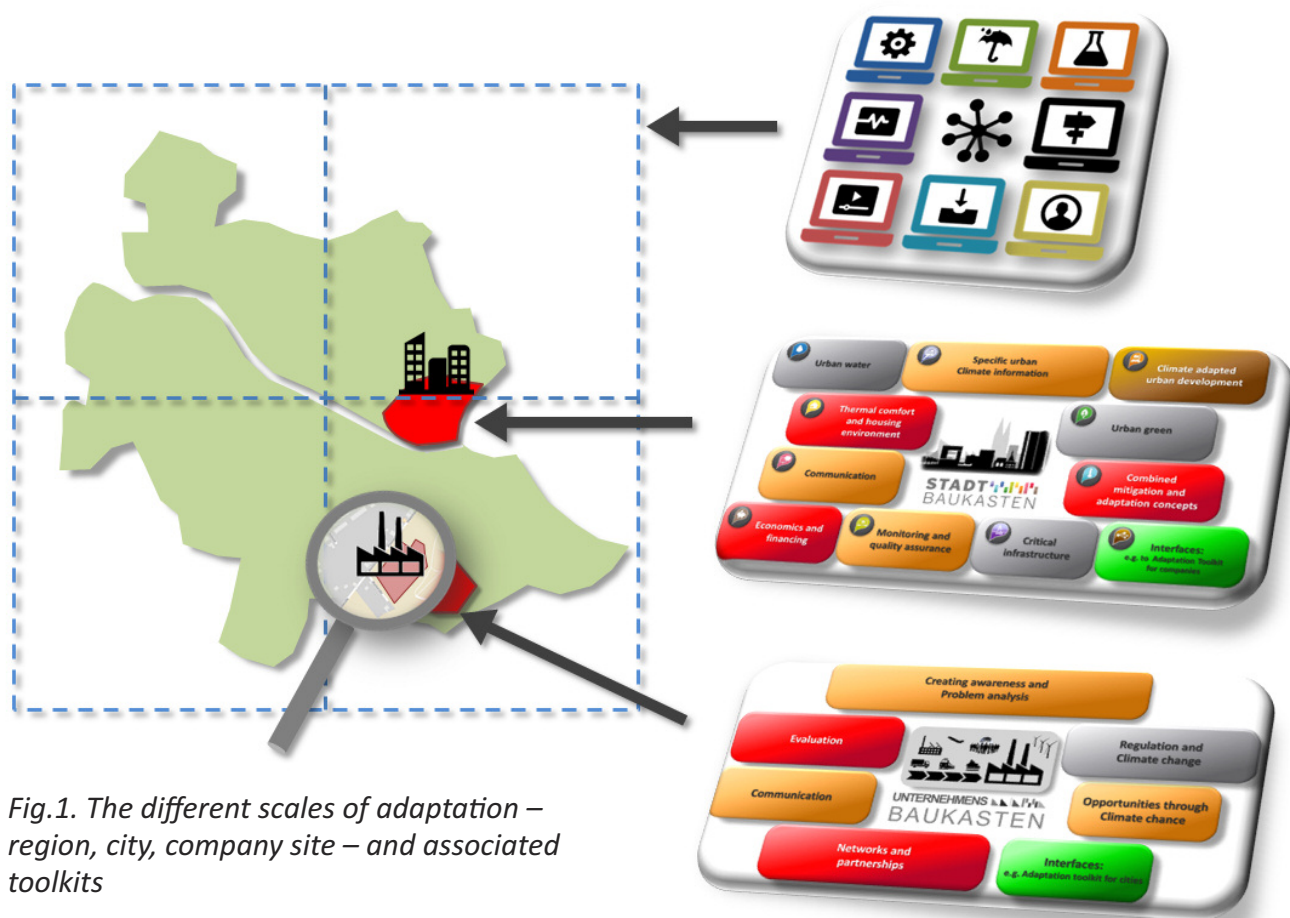 Urban water
Specific urban
Climate information
Climate adapted
urban development
Thermal comfort
and housing
environment
Urban green
Communication
STADT
BAUKASTEN
Combined
mitigation and
adaptation concepts
Economics and
financing
Monitoring and
quality assurance
Critical
infrastructure
Interfaces:
e.g. to Adaptation Toolkit
for companies
Creating awareness and
Problem analysis
Evaluation
Regulation and
Climate change
Communication
UNTERNEHMENS
BAUKASTEN
Opportunities through
Climate chance
Networks and
partnerships
Interfaces:
e.g. Adaptation toolkit for cities
Fig.1. The different scales of adaptation –
region, city, company site – and associated
toolkits